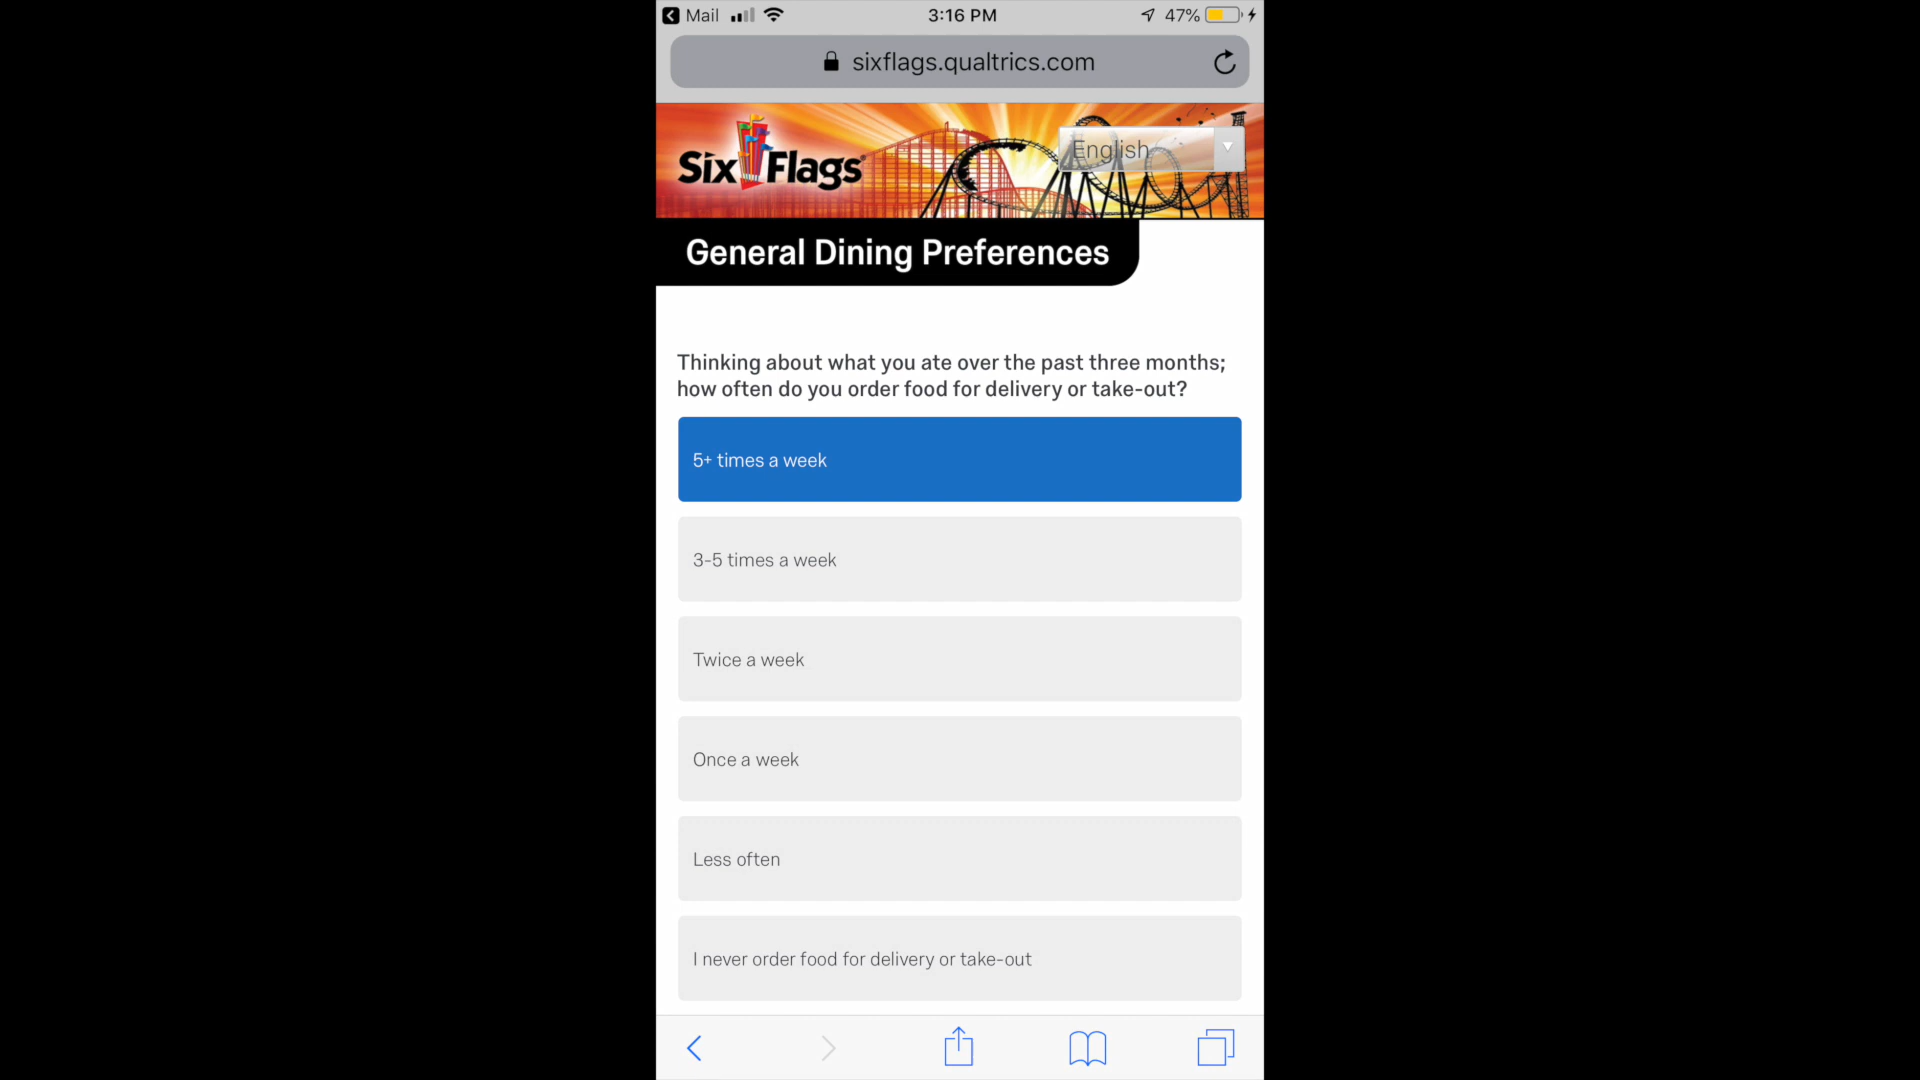 Mail 3:16 PM 47%
sixflags.qualtrics.com
Six Flags
English
General Dining Preferences
Thinking about what you ate over the past three months;
how often do you order food for delivery or take-out?
5+ times a week
3-5 times a week
Twice a week
Once a week
Less often
I never order food for delivery or take-out